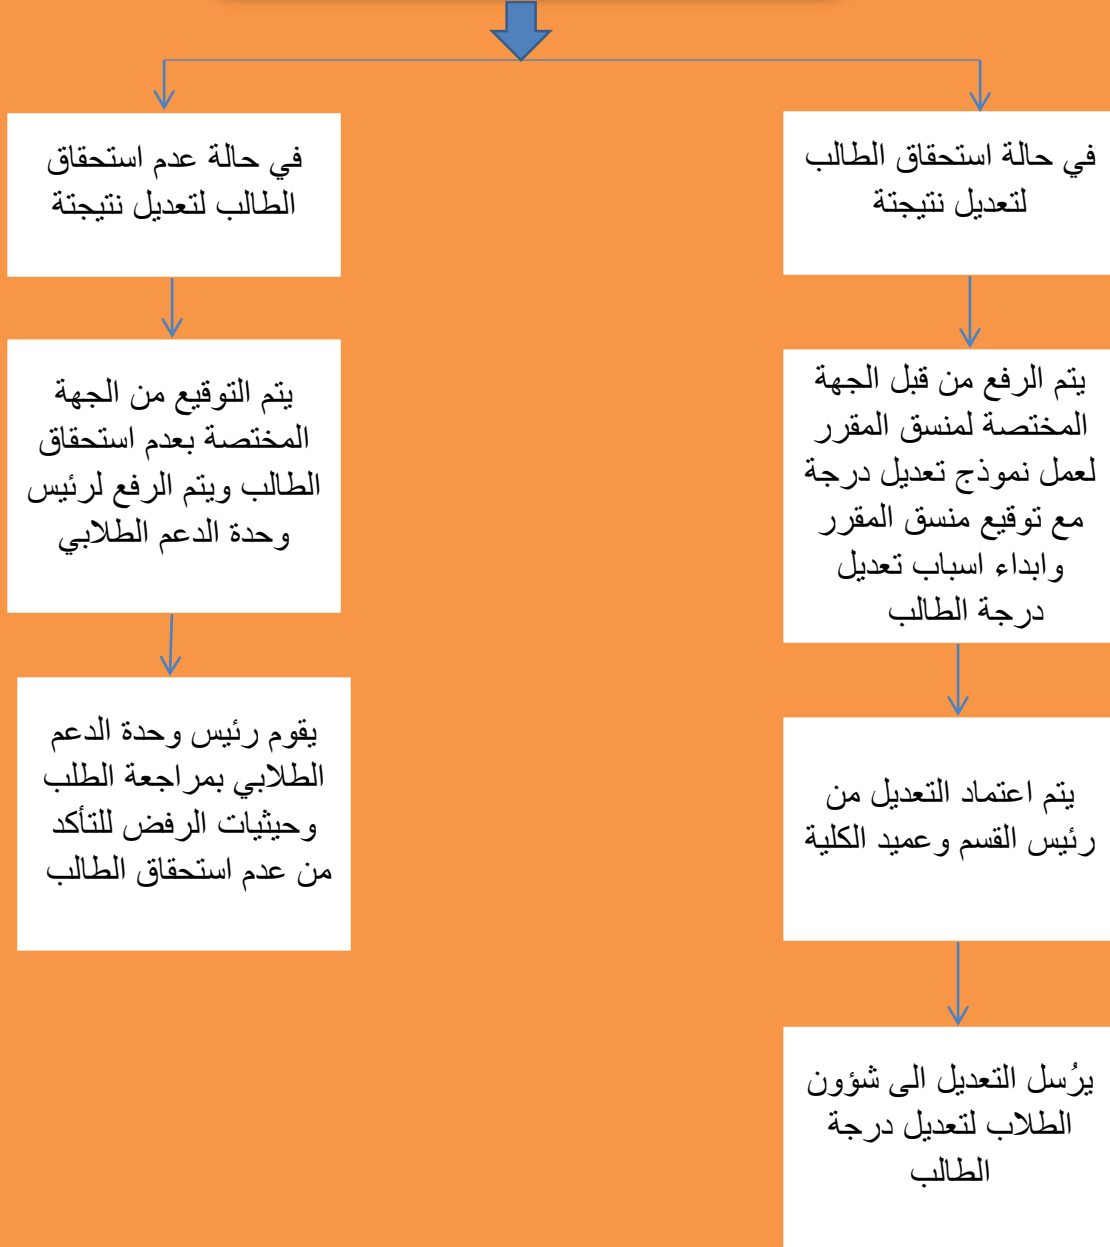 في حالة استحقاق الطالب
لتعديل نتيجتة
يتم الرفع من قبل الجهة
المختصة لمنسق المقرر
لعمل نموذج تعديل درجة
مع توقيع منسق المقرر
وابداء اسباب تعديل
درجة الطالب
يتم اعتماد التعديل من
رئيس القسم وعميد الكلية
يرُسل التعديل الى شؤون
الطلاب لتعديل درجة
الطالب
في حالة عدم استحقاق
الطالب لتعديل نتيجتة
يتم التوقيع من الجهة
المختصة بعدم استحقاق
الطالب ويتم الرفع لرئيس
وحدة الدعم الطلابي
يقوم رئيس وحدة الدعم
الطلابي بمراجعة الطلب
وحيثيات الرفض للتأكد
من عدم استحقاق الطالب